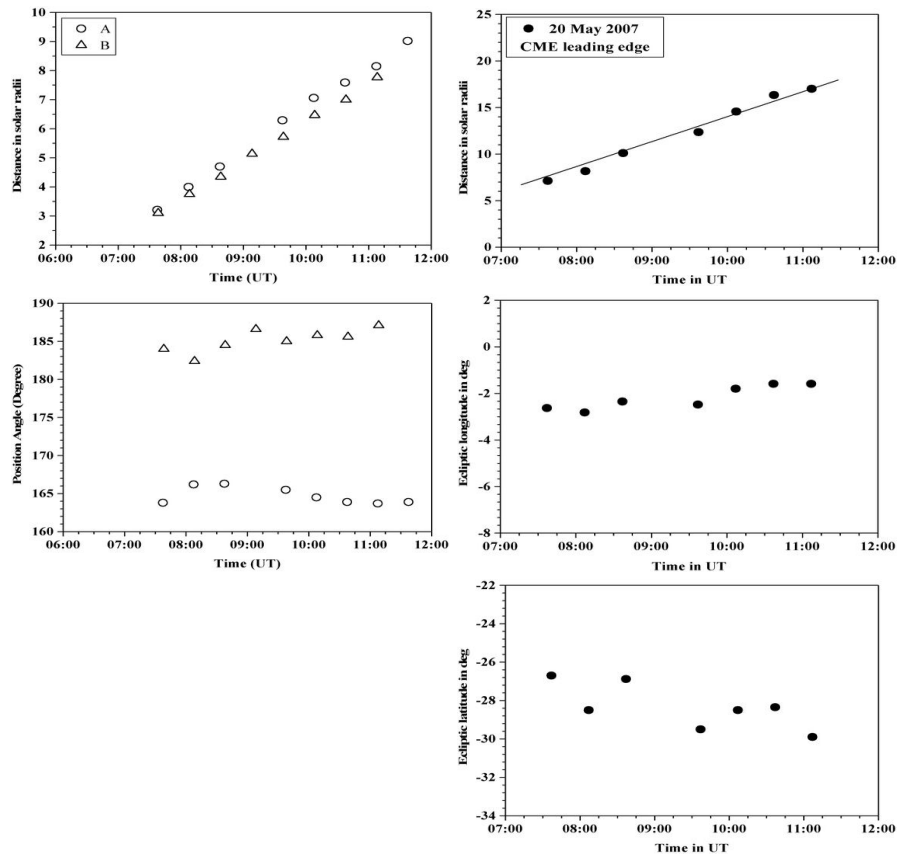 10
9
8
7
6
5
4
3
2
Distance in solar radii
A
B
06:00 07:00 08:00 09:00 10:00 11:00 12:00
Time (UT)
25
20
15
10
5
0
Distance in solar radii
20 May 2007
CME leading edge
07:00 08:00 09:00 10:00 11:00 12:00
Time in UT
190
185
180
175
170
165
160
Position Angle (Degree)
06:00 07:00 08:00 09:00 10:00 11:00 12:00
Time (UT)
2
0
-2
-4
-6
-8
Ecliptic longitude in deg
07:00 08:00 09:00 10:00 11:00 12:00
Time in UT
-22
-24
-26
-28
-30
-32
-34
Ecliptic latitude in deg
07:00 08:00 09:00 10:00 11:00 12:00
Time in UT